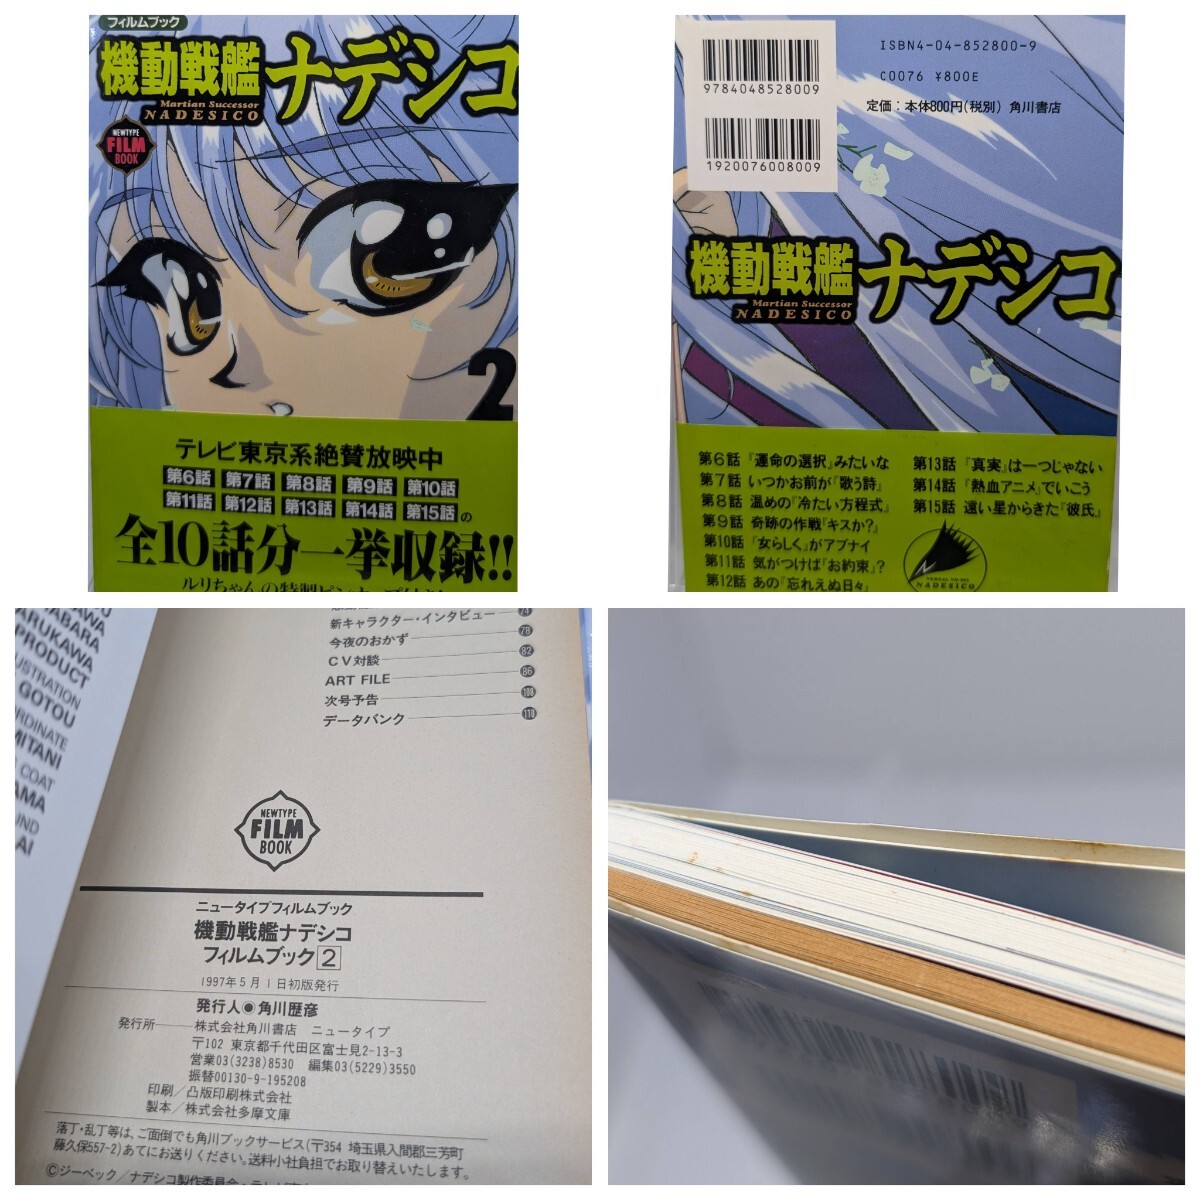 フィルムブック
機動戦艦ナデシコ
Martian Successor
NADESICO
NEWTYPE
FILM
BOOK
2
テレビ東京系絶賛放映中
第6話 第7話 第8話 第9話 第10話
第11話 第12話 第13話 第14話 第15話の
全10話分一挙収録!!
9784048528009
1920076008009
ISBN4-04-852800-9
C0076 ¥800E
定価:本体800円(税別) 角川書店
機動戦艦ナデシコ
Martian Successor
NADESICO
第6話『運命の選択』みたいな
第7話 いつかお前が『歌う詩』
第8話 温めの『冷たい方程式』
第9話 奇跡の作戦『キスか?』
第10話 『女らしく』がアブナイ
第11話 気がつけば『お約束』?
第12話 あの『忘れえぬ日々』
第13話 『真実』は一つじゃない
第14話 『熱血アニメ』でいこう
第15話 遠い星からきた『彼氏』
NADESICO
ARUKAWA
PRODUCT
GOTOU
MITANI
COAT
新キャラクター・インタビュー 74
今夜のおかず 78
CV対談 82
ART FILE 86
次号予告 108
データバンク 110
NEWTYPE
FILM
BOOK
ニュータイプフィルムブック
機動戦艦ナデシコ
フィルムブック2
1997年5月1日初版発行
発行人◉角川歴彦
発行所——株式会社角川書店 ニュータイプ
〒102 東京都千代田区富士見2-13-3
営業03(3238)8530 編集03(5229)3550
振替00130-9-195208
印刷／凸版印刷株式会社
製本／株式会社多摩文庫
落丁・乱丁等は、ご面倒でも角川ブックサービス(〒354 埼玉県入間郡三芳町
藤久保557-2)あてにお送りください。送料小社負担でお取り替えいたします。
©ジーベック／ナデシコ製作委員会・テレビ